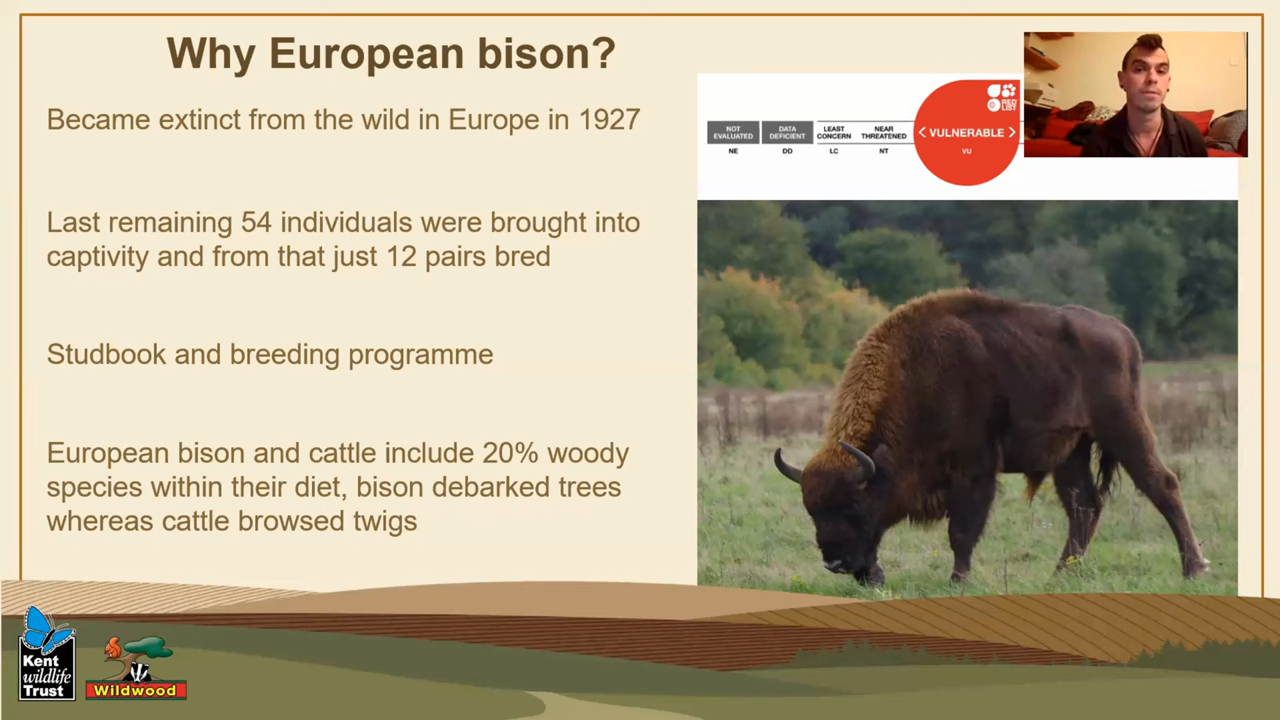 Why European bison?
Became extinct from the wild in Europe in 1927
Last remaining 54 individuals were brought into
captivity and from that just 12 pairs bred
Studbook and breeding programme
European bison and cattle include 20% woody
species within their diet, bison debarked trees
whereas cattle browsed twigs
RED LIST
NOT EVALUATED
NE
DATA DEFICIENT
DD
LEAST CONCERN
LC
NEAR THREATENED
NT
< VULNERABLE >
VU
Kent
wildlife
Trust
Wildwood